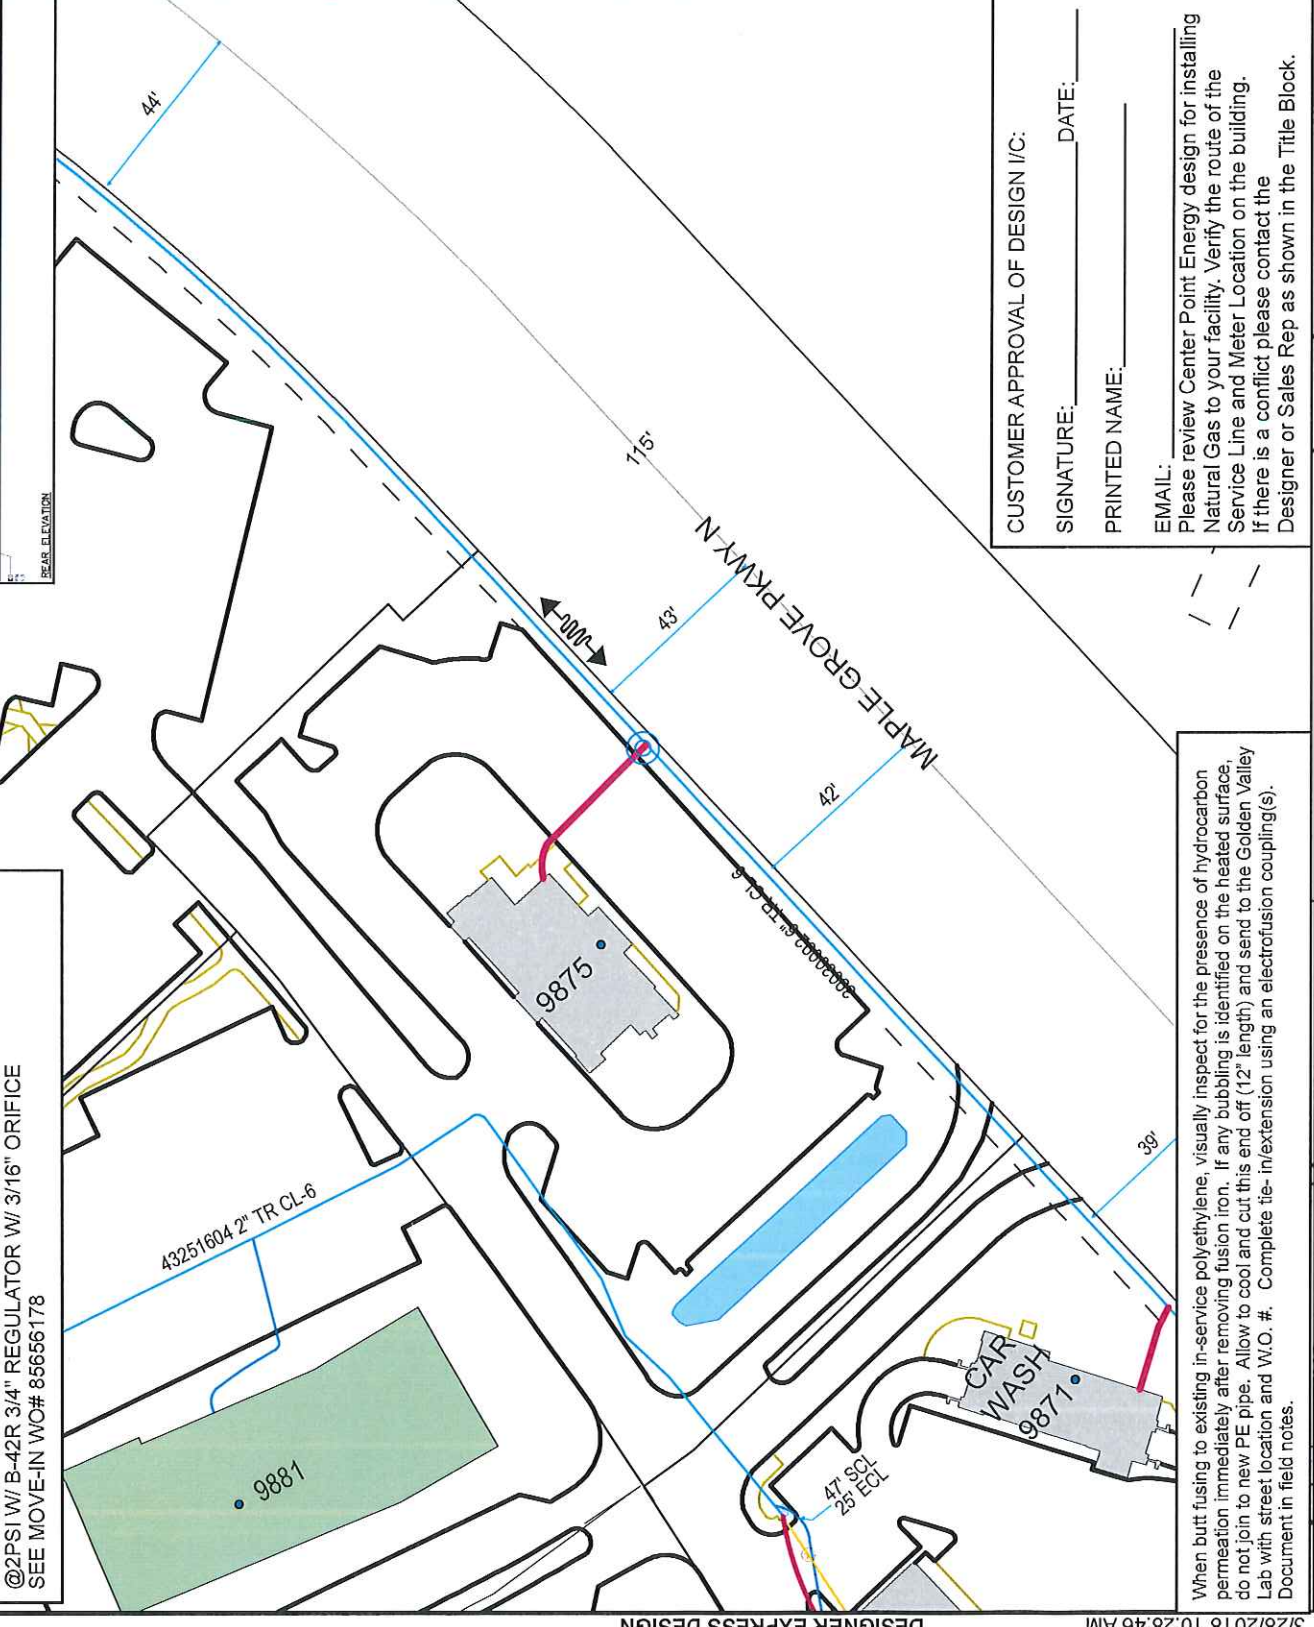 @2PSI W/ B-42R 3/4" REGULATOR W/ 3/16" ORIFICE
SEE MOVE-IN WO# 85656178
REAR ELEVATION
44'
115'
MAPLE GROVE PKWY N
43'
42'
39'
9875
43251604 2" TR CL-6
9881
CAR
WASH
9871
47' SCL
25' ECL
CUSTOMER APPROVAL OF DESIGN I/C:
SIGNATURE: DATE:
PRINTED NAME:
EMAIL:
Please review Center Point Energy design for installing
Natural Gas to your facility. Verify the route of the
Service Line and Meter Location on the building.
If there is a conflict please contact the
Designer or Sales Rep as shown in the Title Block.
When butt fusing to existing in-service polyethylene, visually inspect for the presence of hydrocarbon
permeation immediately after removing fusion iron. If any bubbling is identified on the heated surface,
do not join to new PE pipe. Allow to cool and cut this end off (12" length) and send to the Golden Valley
Lab with street location and W.O. #. Complete tie- in/extension using an electrofusion coupling(s).
Document in field notes.
DESIGNER EXPRESS DESIGN